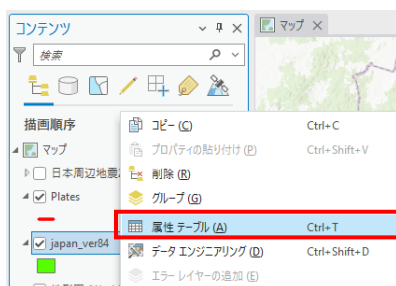 コンテンツ
マップ
検索
描画順序
マップ
日本周辺地震
Plates
japan_ver84
コピー (C) Ctrl+C
プロパティの貼り付け (P) Ctrl+Shift+V
削除 (R)
グループ (G)
属性テーブル (A) Ctrl+T
データ エンジニアリング (D) Ctrl+Shift+D
エラー レイヤーの追加 (E)